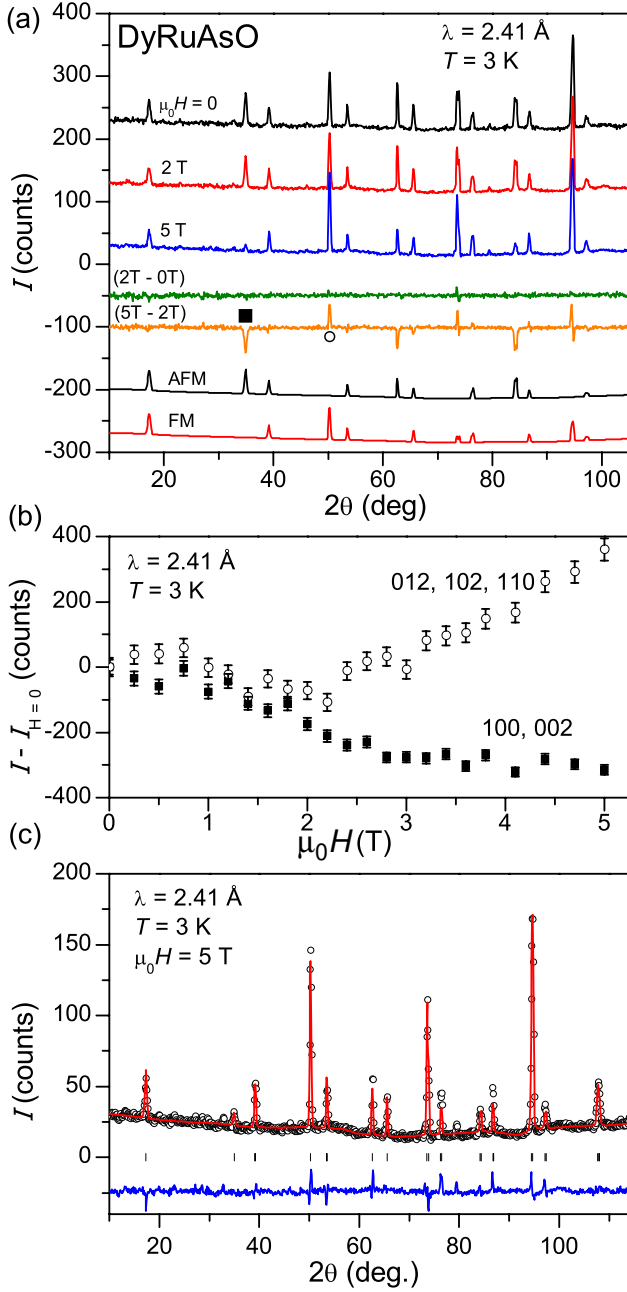 (a)
DyRuAsO
λ = 2.41 Å
T = 3 K
μ0H = 0
2 T
5 T
(2T - 0T)
(5T - 2T)
AFM
FM
400
300
200
100
0
-100
-200
-300
I (counts)
20
40
60
80
100
2θ (deg)
(b)
λ = 2.41 Å
T = 3 K
012, 102, 110
100, 002
400
200
0
-200
-400
I - I H = 0 (counts)
0
1
2
3
4
5
μ0H (T)
(c)
λ = 2.41 Å
T = 3 K
μ0H = 5 T
200
150
100
50
0
I (counts)
20
40
60
80
100
2θ (deg.)